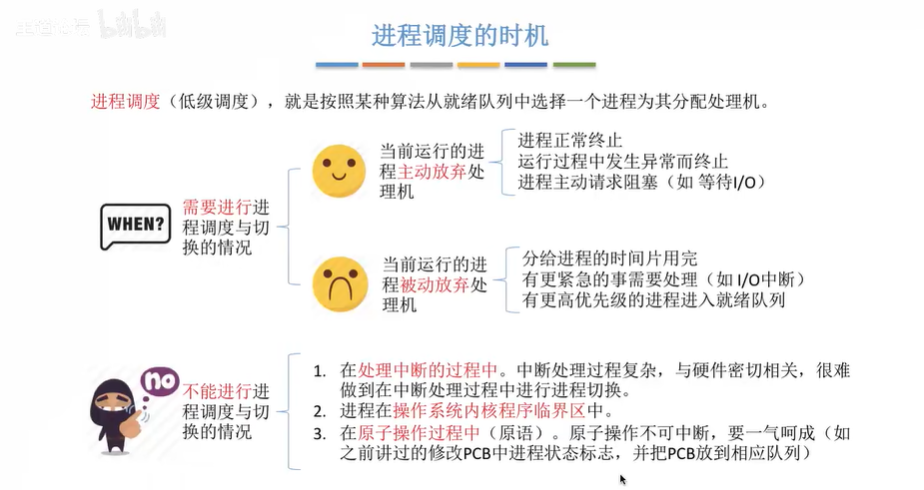 bilibili
进程调度的时机
进程调度（低级调度），就是按照某种算法从就绪队列中选择一个进程为其分配处理机。
WHEN?
需要进行进
程调度与切
换的情况
当前运行的进
程主动放弃处
理机
进程正常终止
运行过程中发生异常而终止
进程主动请求阻塞（如 等待I/O）
当前运行的进
程被动放弃处
理机
分给进程的时间片用完
有更紧急的事需要处理（如 I/O中断）
有更高优先级的进程进入就绪队列
no
不能进行进
程调度与切
换的情况
1. 在处理中断的过程中。中断处理过程复杂，与硬件密切相关，很难
做到在中断处理过程中进行进程切换。
2. 进程在操作系统内核程序临界区中。
3. 在原子操作过程中（原语）。原子操作不可中断，要一气呵成（如
之前讲过的修改PCB中进程状态标志，并把PCB放到相应队列）